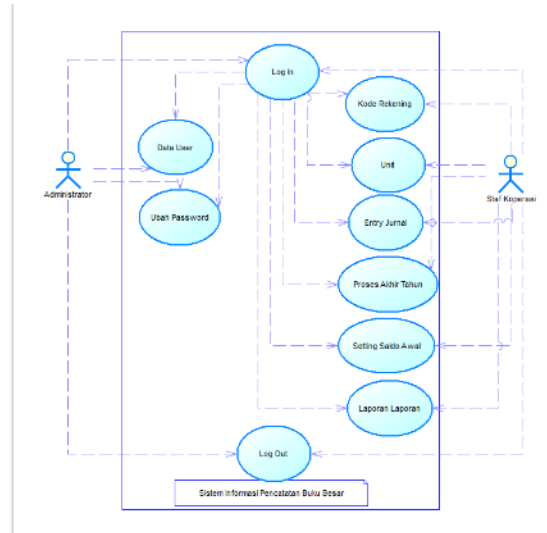 Log In
Kode Rekening
Data User
Unit
Administrator
Staf Koperasi
Ubah Password
Entry Jurnal
Proses Akhir Tahun
Setting Saldo Awal
Laporan Laporan
Log Out
Sistem Informasi Pencatatan Buku Besar